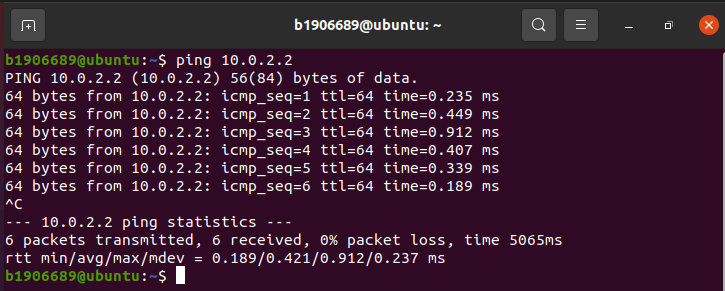 b1906689@ubuntu: ~
b1906689@ubuntu:~$ ping 10.0.2.2
PING 10.0.2.2 (10.0.2.2) 56(84) bytes of data.
64 bytes from 10.0.2.2: icmp_seq=1 ttl=64 time=0.235 ms
64 bytes from 10.0.2.2: icmp_seq=2 ttl=64 time=0.449 ms
64 bytes from 10.0.2.2: icmp_seq=3 ttl=64 time=0.912 ms
64 bytes from 10.0.2.2: icmp_seq=4 ttl=64 time=0.407 ms
64 bytes from 10.0.2.2: icmp_seq=5 ttl=64 time=0.339 ms
64 bytes from 10.0.2.2: icmp_seq=6 ttl=64 time=0.189 ms
^C
--- 10.0.2.2 ping statistics ---
6 packets transmitted, 6 received, 0% packet loss, time 5065ms
rtt min/avg/max/mdev = 0.189/0.421/0.912/0.237 ms
b1906689@ubuntu:~$